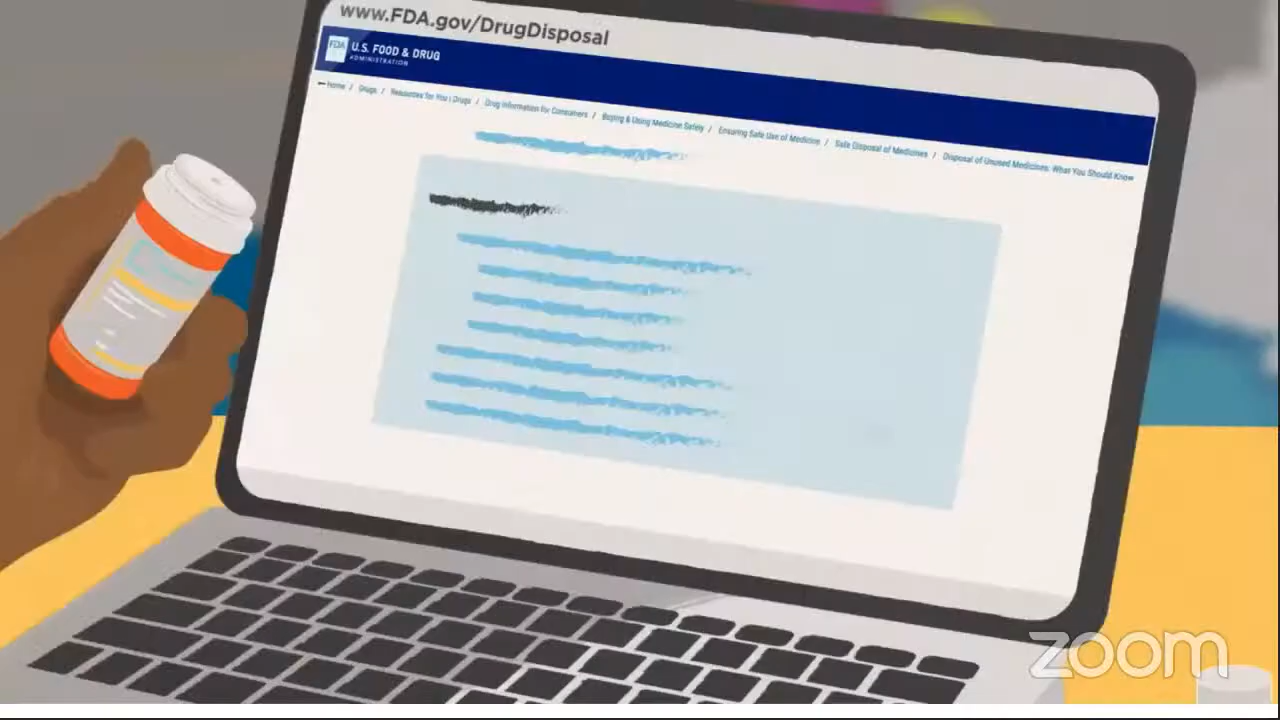 www.FDA.gov/DrugDisposal
FDA
U.S. FOOD & DRUG
ADMINISTRATION
Home / Drugs / Resources for You | Drugs / Drug Information for Consumers / Buying & Using Medicine Safely / Ensuring Safe Use of Medicine / Safe Disposal of Medicines / Disposal of Unused Medicines: What You Should Know
zoom